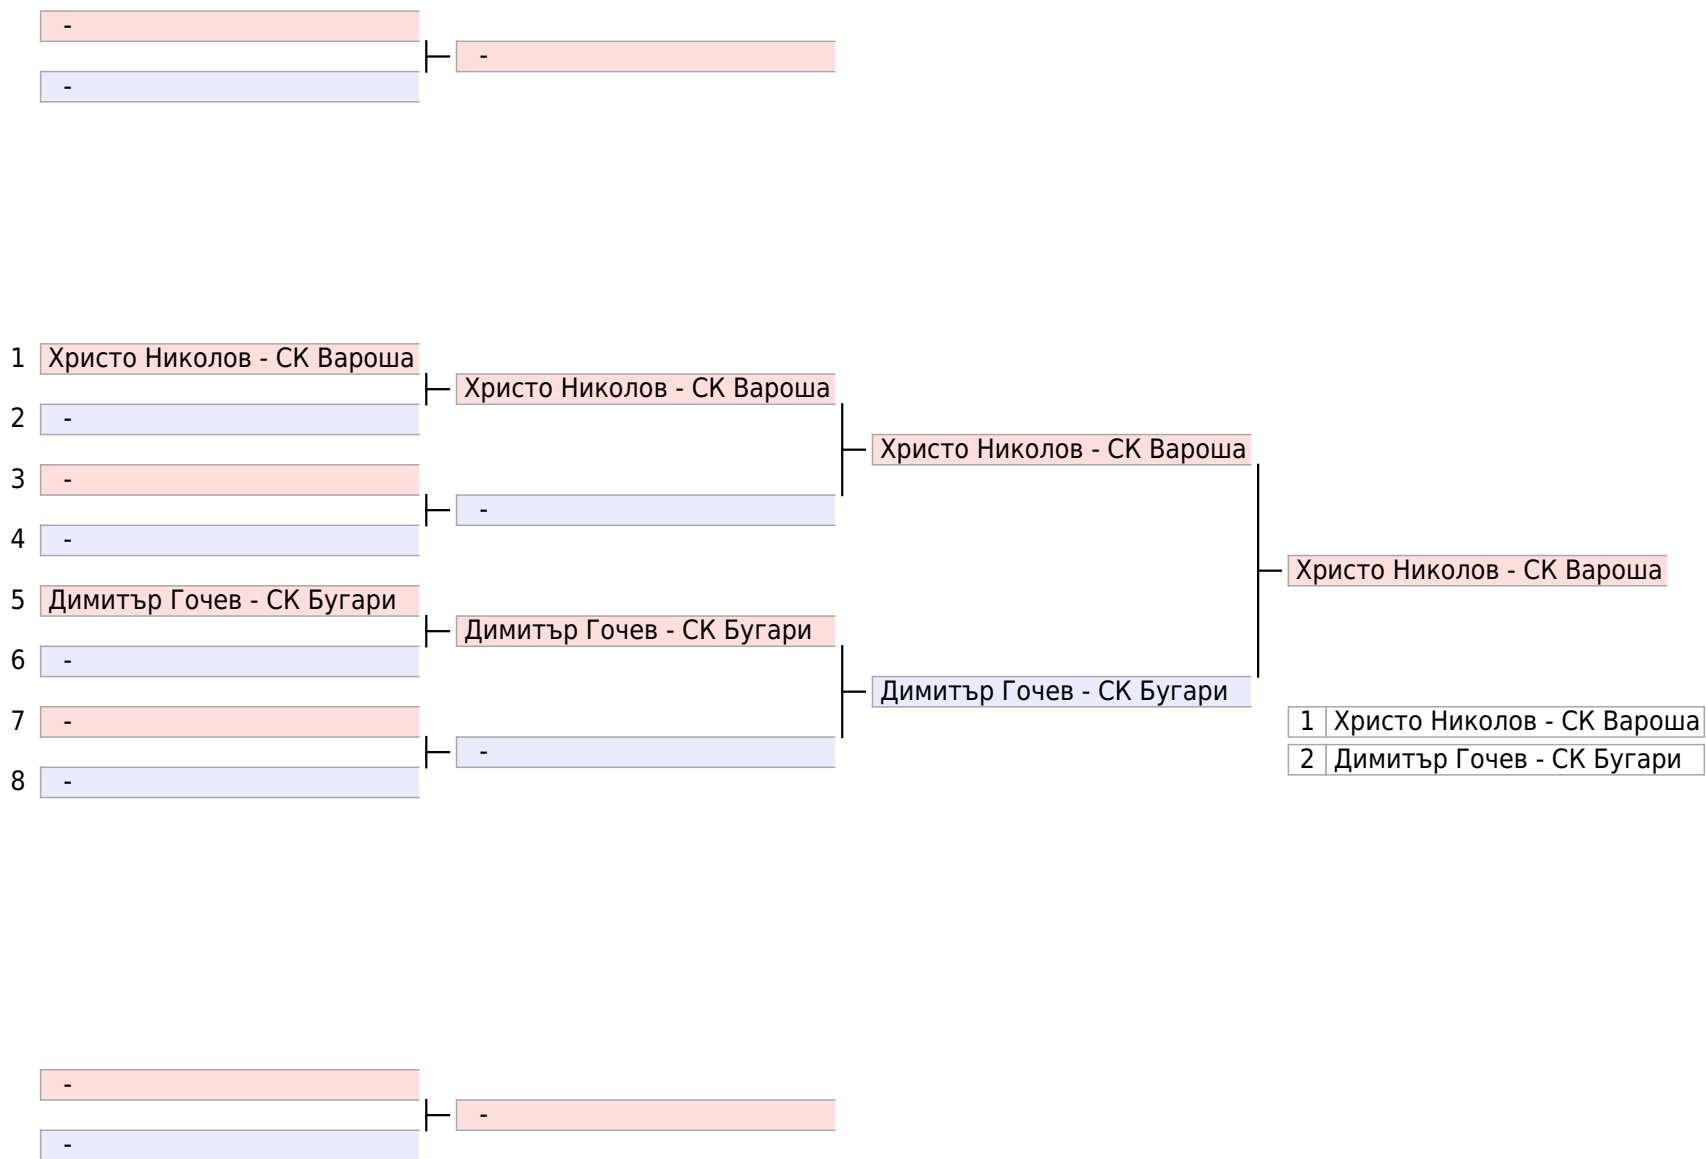 -
-
-
1 Христо Николов - СК Вароша
Христо Николов - СК Вароша
2 -
Христо Николов - СК Вароша
3 -
-
4 -
Христо Николов - СК Вароша
5 Димитър Гочев - СК Бугари
Димитър Гочев - СК Бугари
6 -
Димитър Гочев - СК Бугари
7 -
1 Христо Николов - СК Вароша
-
2 Димитър Гочев - СК Бугари
8 -
-
-
-